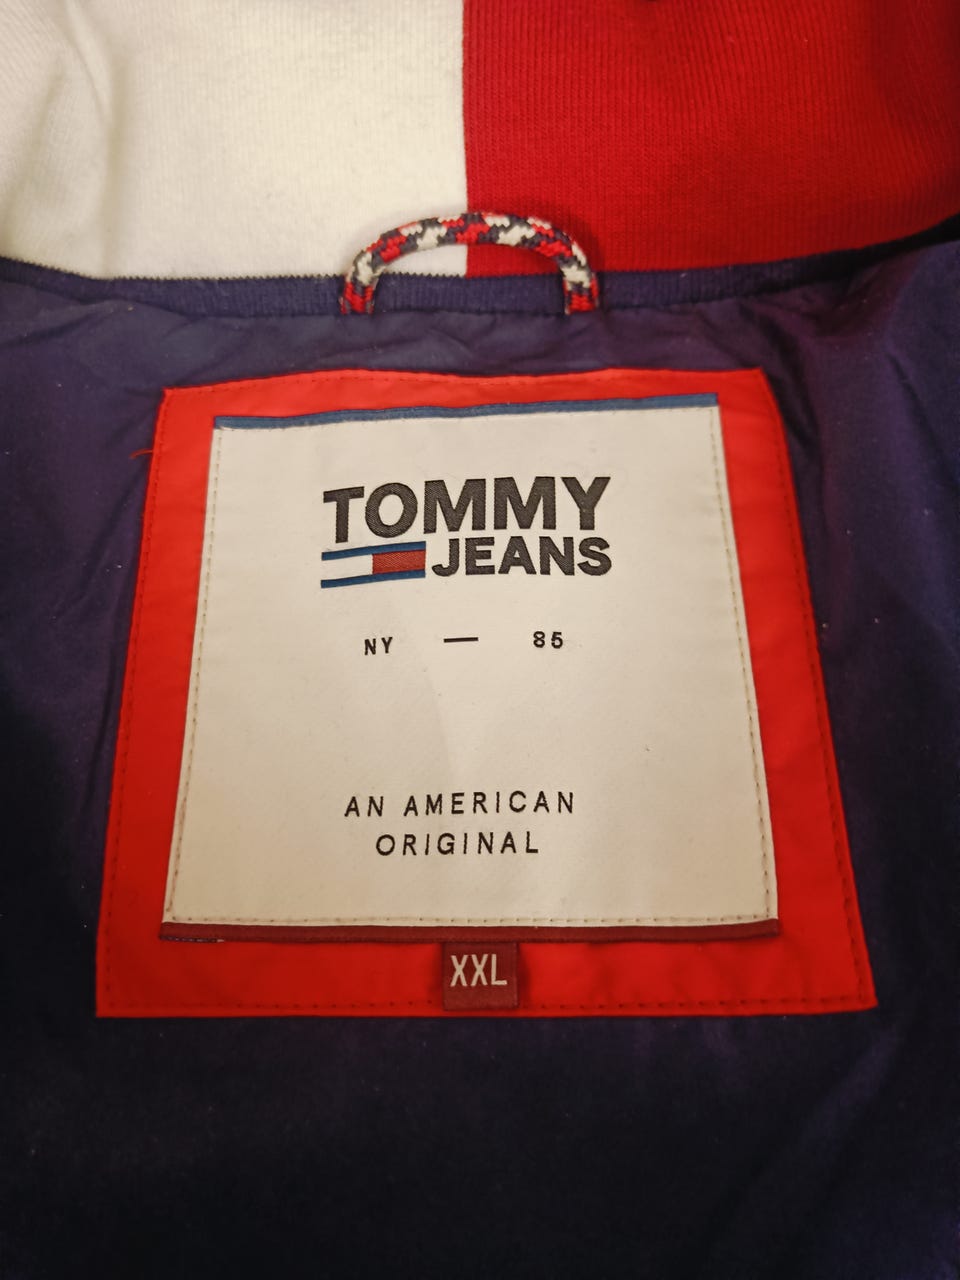 TOMMY
JEANS
NY — 85
AN AMERICAN
ORIGINAL
XXL